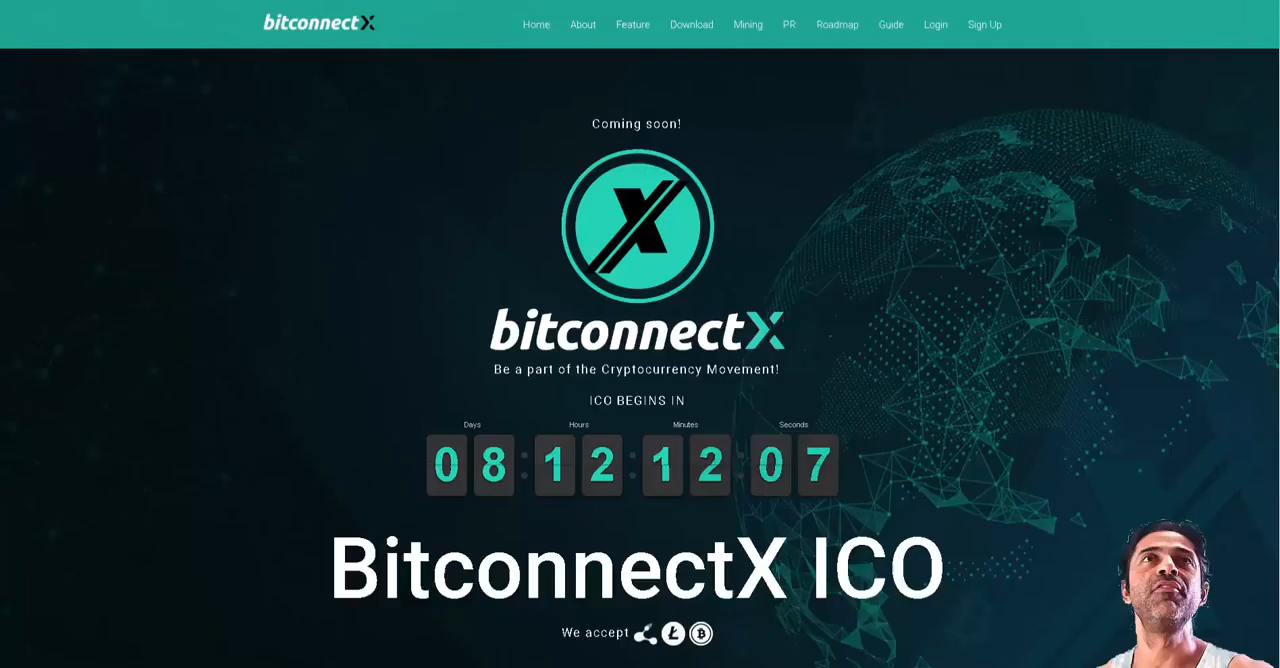 bitconnectX Home About Feature Download Mining PR Roadmap Guide Login Sign Up
Coming soon!
X
bitconnectX
Be a part of the Cryptocurrency Movement!
ICO BEGINS IN
Days Hours Minutes Seconds
08 : 12 : 12 : 07
BitconnectX ICO
We accept